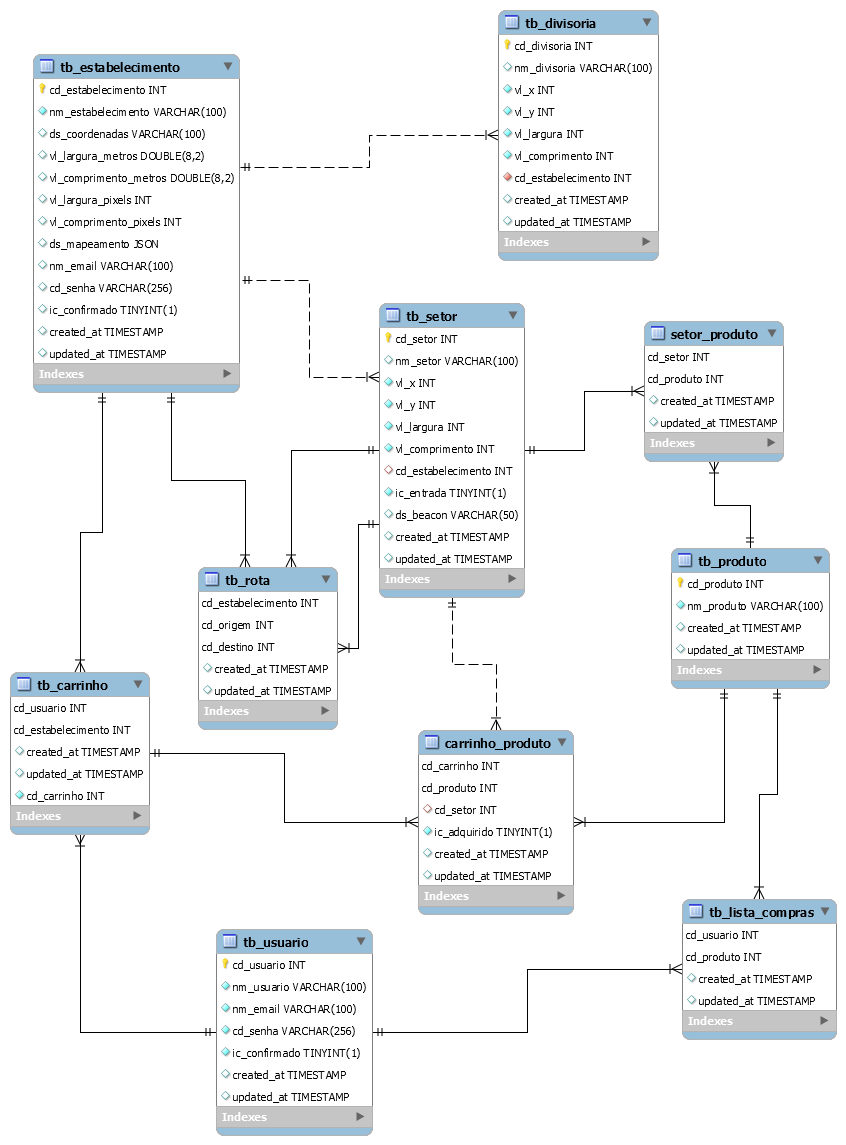 tb_divisoria
cd_divisoria INT
nm_divisoria VARCHAR(100)
vl_x INT
vl_y INT
vl_largura INT
vl_comprimento INT
cd_estabelecimento INT
created_at TIMESTAMP
updated_at TIMESTAMP
Indexes
tb_estabelecimento
cd_estabelecimento INT
nm_estabelecimento VARCHAR(100)
ds_coordenadas VARCHAR(100)
vl_largura_metros DOUBLE(8,2)
vl_comprimento_metros DOUBLE(8,2)
vl_largura_pixels INT
vl_comprimento_pixels INT
ds_mapeamento JSON
nm_email VARCHAR(100)
cd_senha VARCHAR(256)
ic_confirmado TINYINT(1)
created_at TIMESTAMP
updated_at TIMESTAMP
Indexes
tb_setor
cd_setor INT
nm_setor VARCHAR(100)
vl_x INT
vl_y INT
vl_largura INT
vl_comprimento INT
cd_estabelecimento INT
ic_entrada TINYINT(1)
ds_beacon VARCHAR(50)
created_at TIMESTAMP
updated_at TIMESTAMP
Indexes
setor_produto
cd_setor INT
cd_produto INT
created_at TIMESTAMP
updated_at TIMESTAMP
Indexes
tb_produto
cd_produto INT
nm_produto VARCHAR(100)
created_at TIMESTAMP
updated_at TIMESTAMP
Indexes
tb_rota
cd_estabelecimento INT
cd_origem INT
cd_destino INT
created_at TIMESTAMP
updated_at TIMESTAMP
Indexes
tb_carrinho
cd_usuario INT
cd_estabelecimento INT
created_at TIMESTAMP
updated_at TIMESTAMP
cd_carrinho INT
Indexes
carrinho_produto
cd_carrinho INT
cd_produto INT
cd_setor INT
ic_adquirido TINYINT(1)
created_at TIMESTAMP
updated_at TIMESTAMP
Indexes
tb_lista_compras
cd_usuario INT
cd_produto INT
created_at TIMESTAMP
updated_at TIMESTAMP
Indexes
tb_usuario
cd_usuario INT
nm_usuario VARCHAR(100)
nm_email VARCHAR(100)
cd_senha VARCHAR(256)
ic_confirmado TINYINT(1)
created_at TIMESTAMP
updated_at TIMESTAMP
Indexes